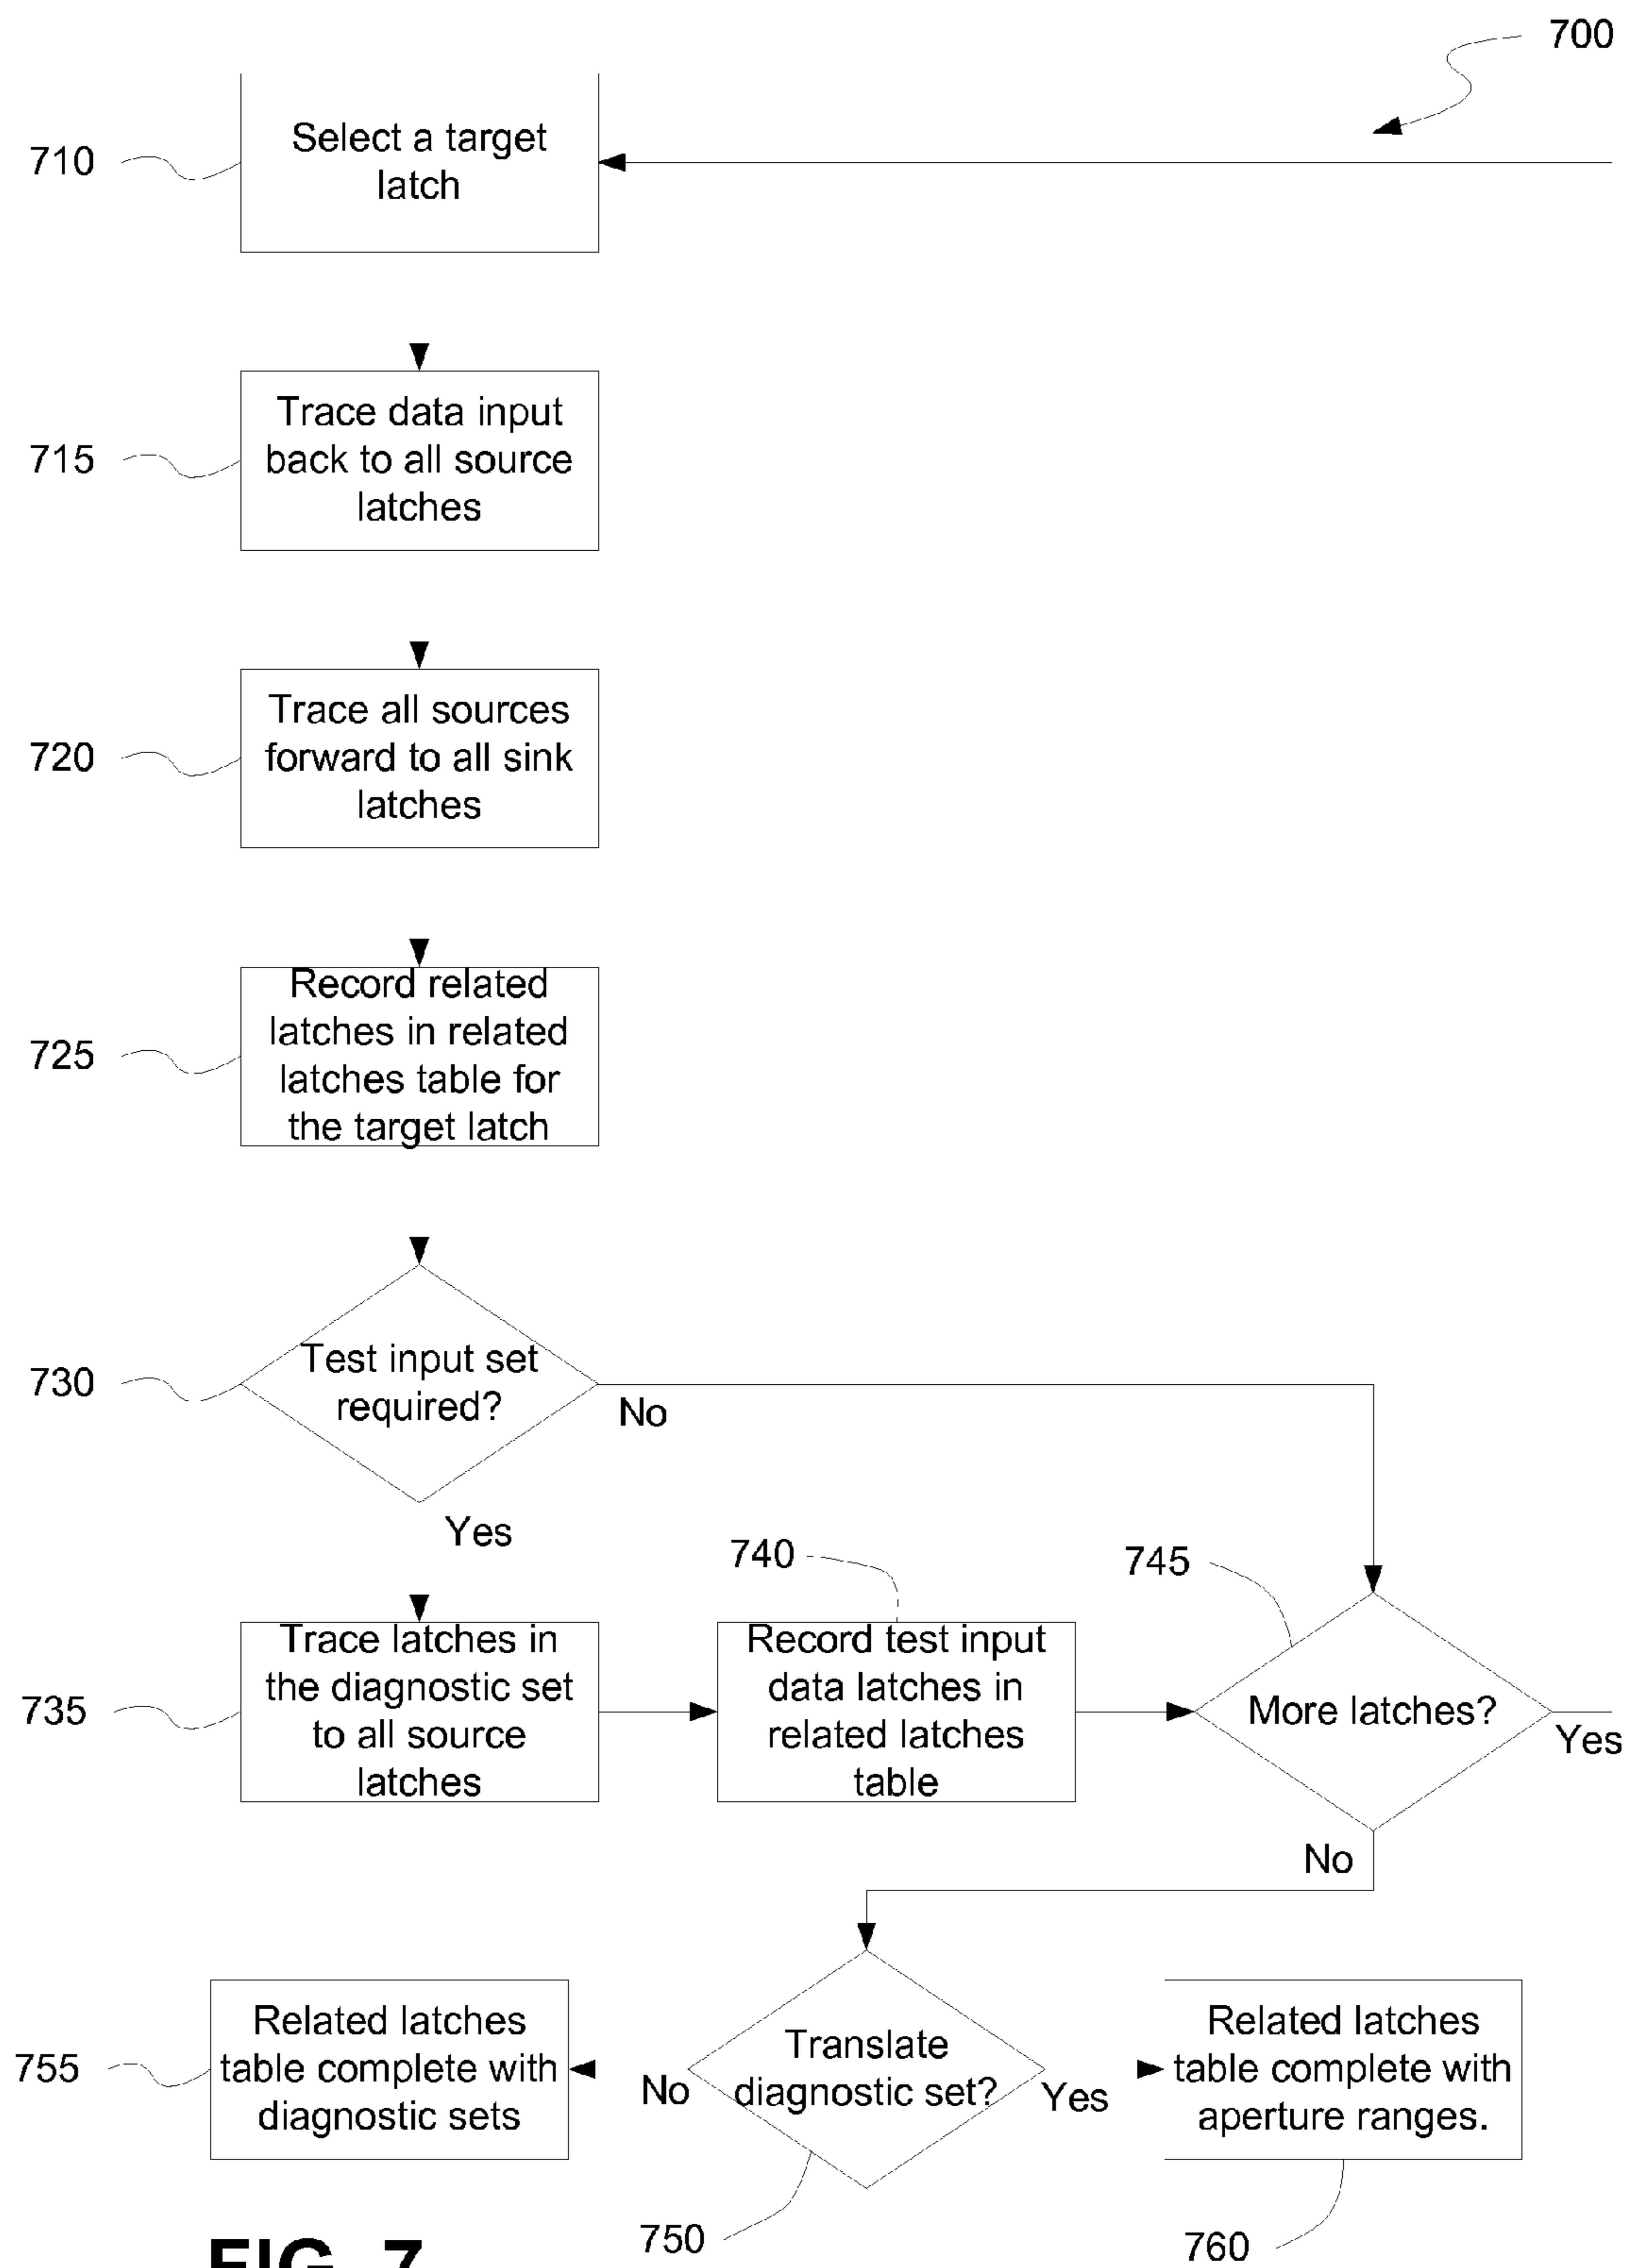 700
710
Select a target
latch
715
Trace data input
back to all source
latches
720
Trace all sources
forward to all sink
latches
725
Record related
latches in related
latches table for
the target latch
730
Test input set
required?
No
Yes
735
Trace latches in
the diagnostic set
to all source
latches
740
Record test input
data latches in
related latches
table
745
More latches?
Yes
No
755
Related latches
table complete with
diagnostic sets
No
Translate
diagnostic set?
Yes
750
Related latches
table complete with
aperture ranges.
760
FIG. 7